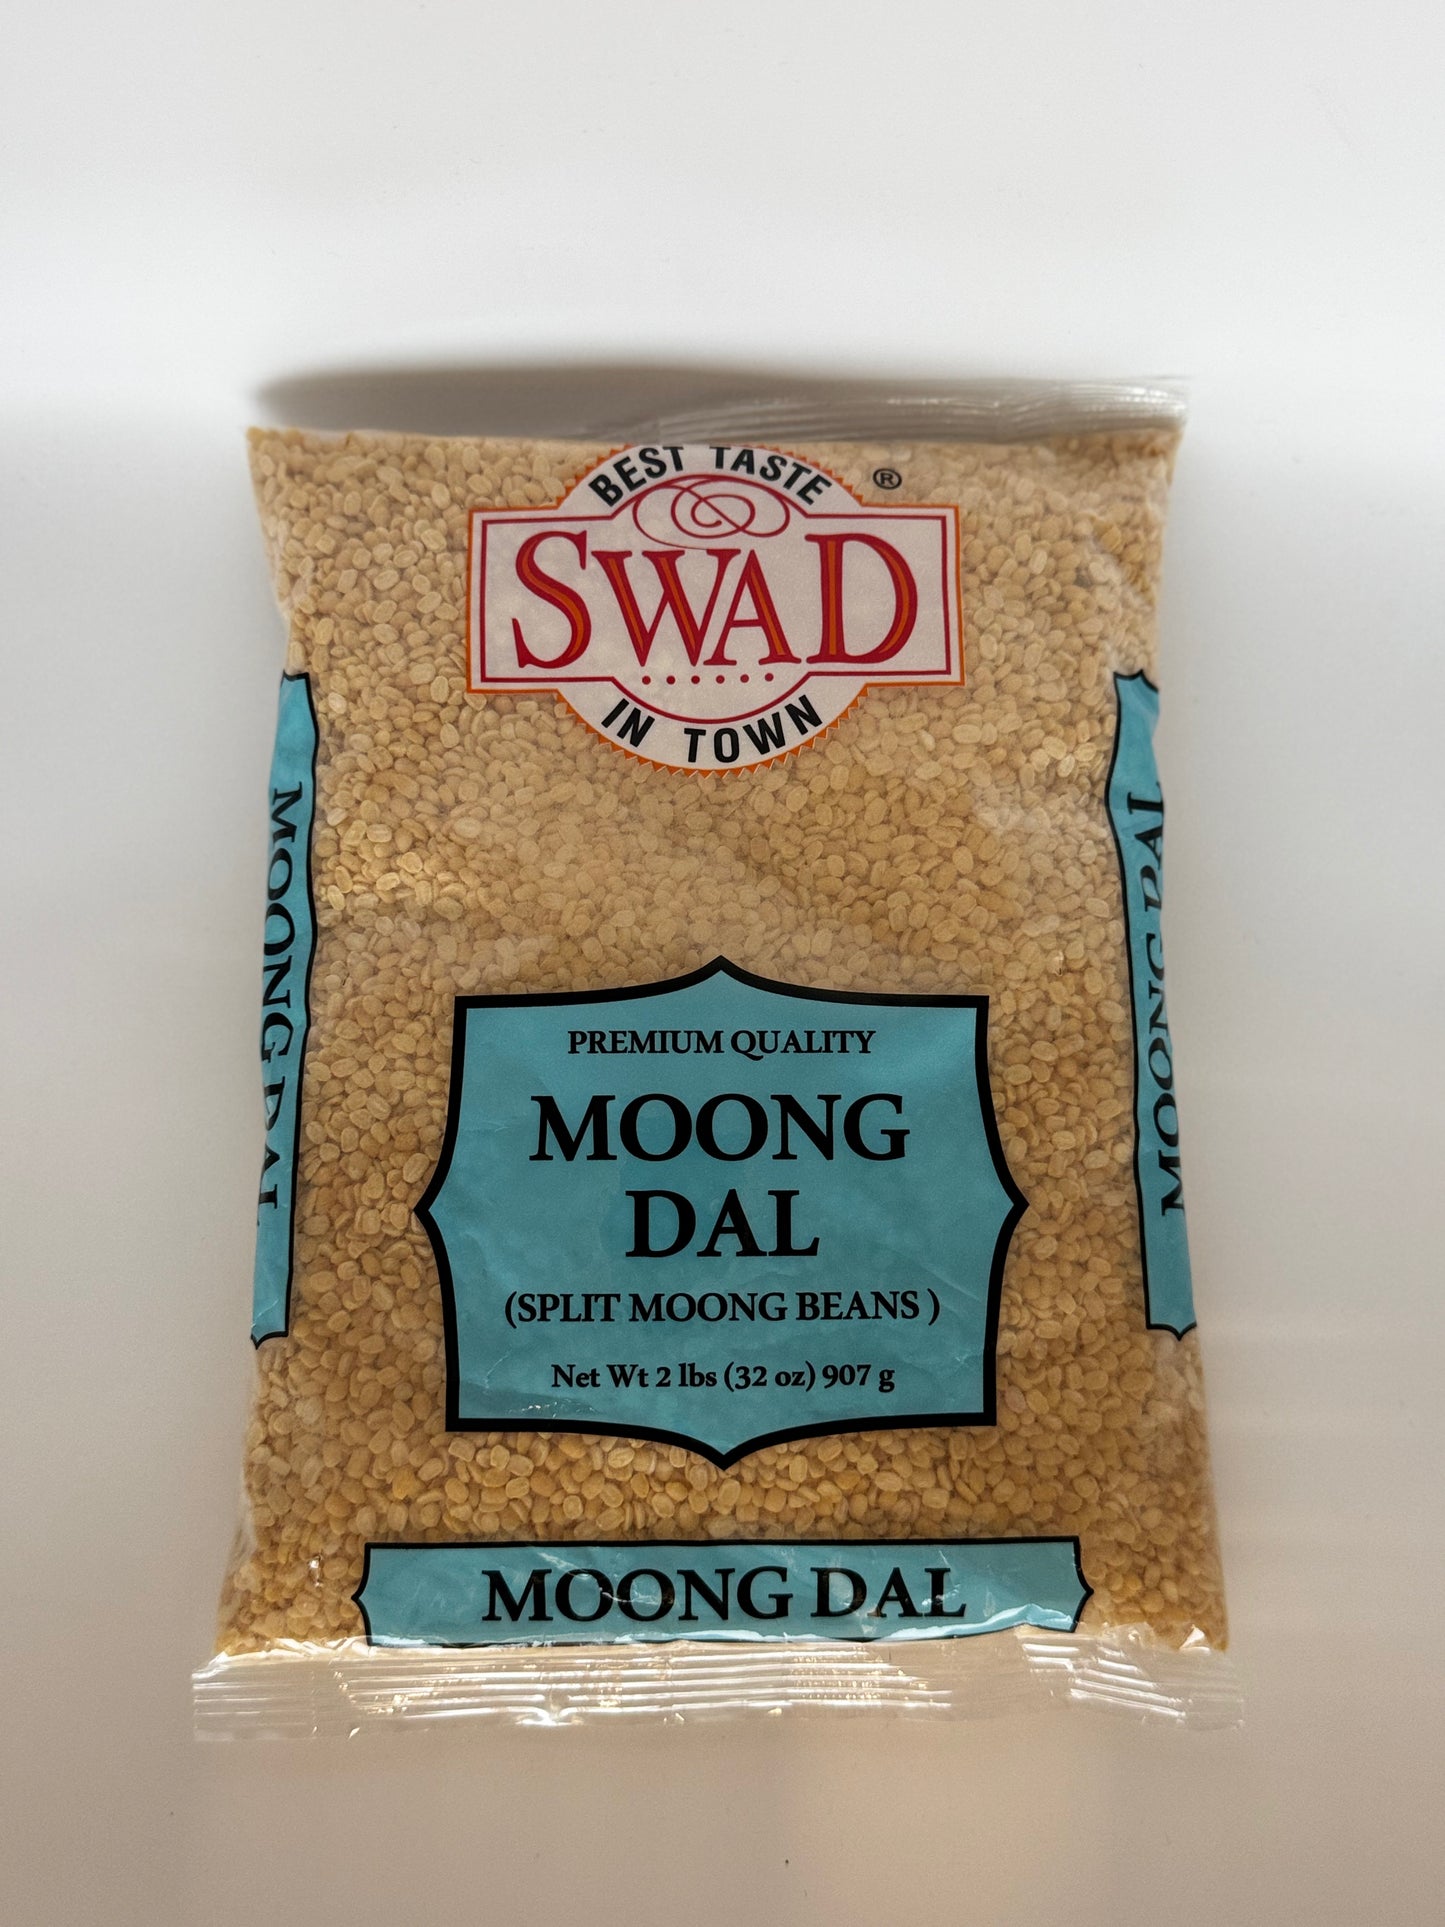 BEST TASTE
®
SWAD
IN TOWN
MOONG DAL
MOONG DAL
PREMIUM QUALITY
MOONG
DAL
(SPLIT MOONG BEANS )
Net Wt 2 lbs (32 oz) 907 g
MOONG DAL